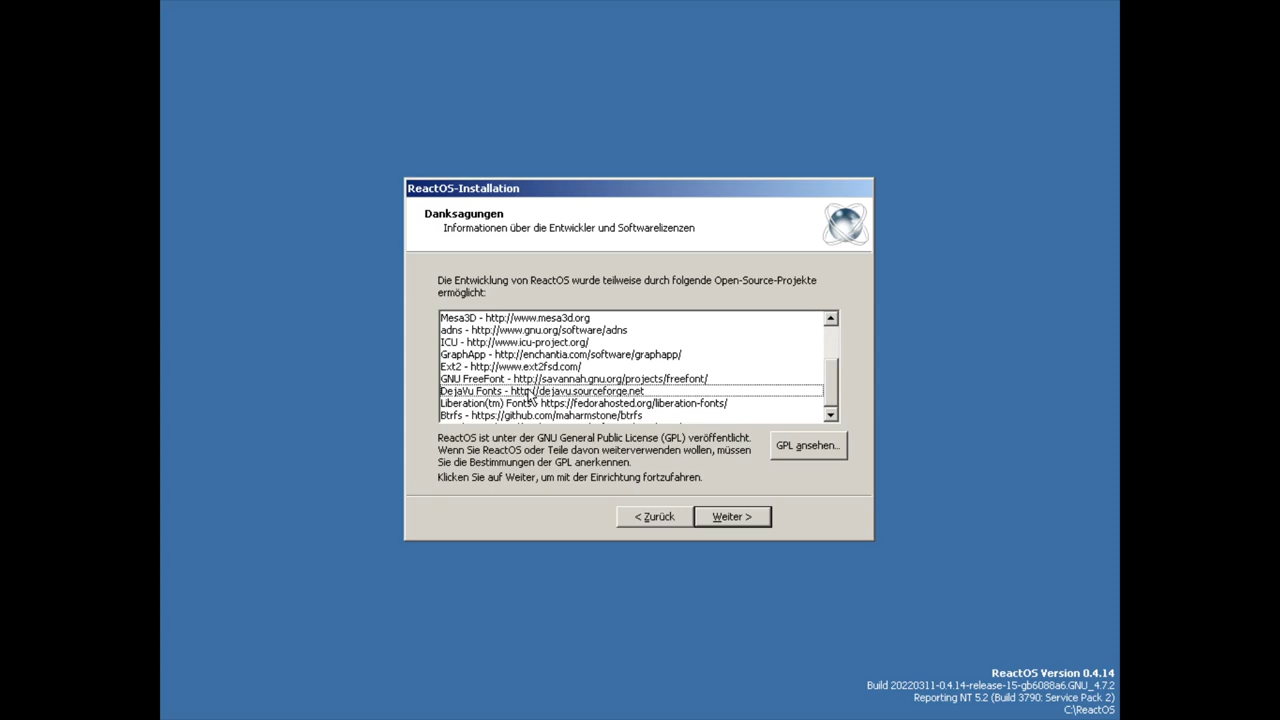 ReactOS-Installation
Danksagungen
Informationen über die Entwickler und Softwarelizenzen
Die Entwicklung von ReactOS wurde teilweise durch folgende Open-Source-Projekte
ermöglicht:
Mesa3D - http://www.mesa3d.org
adns - http://www.gnu.org/software/adns
ICU - http://www.icu-project.org/
GraphApp - http://enchantia.com/software/graphapp/
Ext2 - http://www.ext2fsd.com/
GNU FreeFont - http://savannah.gnu.org/projects/freefont/
DejaVu Fonts - http://dejavu.sourceforge.net
Liberation(tm) Fonts - https://fedorahosted.org/liberation-fonts/
Btrfs - https://github.com/maharmstone/btrfs
ReactOS ist unter der GNU General Public License (GPL) veröffentlicht.
Wenn Sie ReactOS oder Teile davon weiterverwenden wollen, müssen
Sie die Bestimmungen der GPL anerkennen.
GPL ansehen...
Klicken Sie auf Weiter, um mit der Einrichtung fortzufahren.
< Zurück
Weiter >
ReactOS Version 0.4.14
Build 20220311-0.4.14-release-15-gb6088a6.GNU_4.7.2
Reporting NT 5.2 (Build 3790: Service Pack 2)
C:\ReactOS